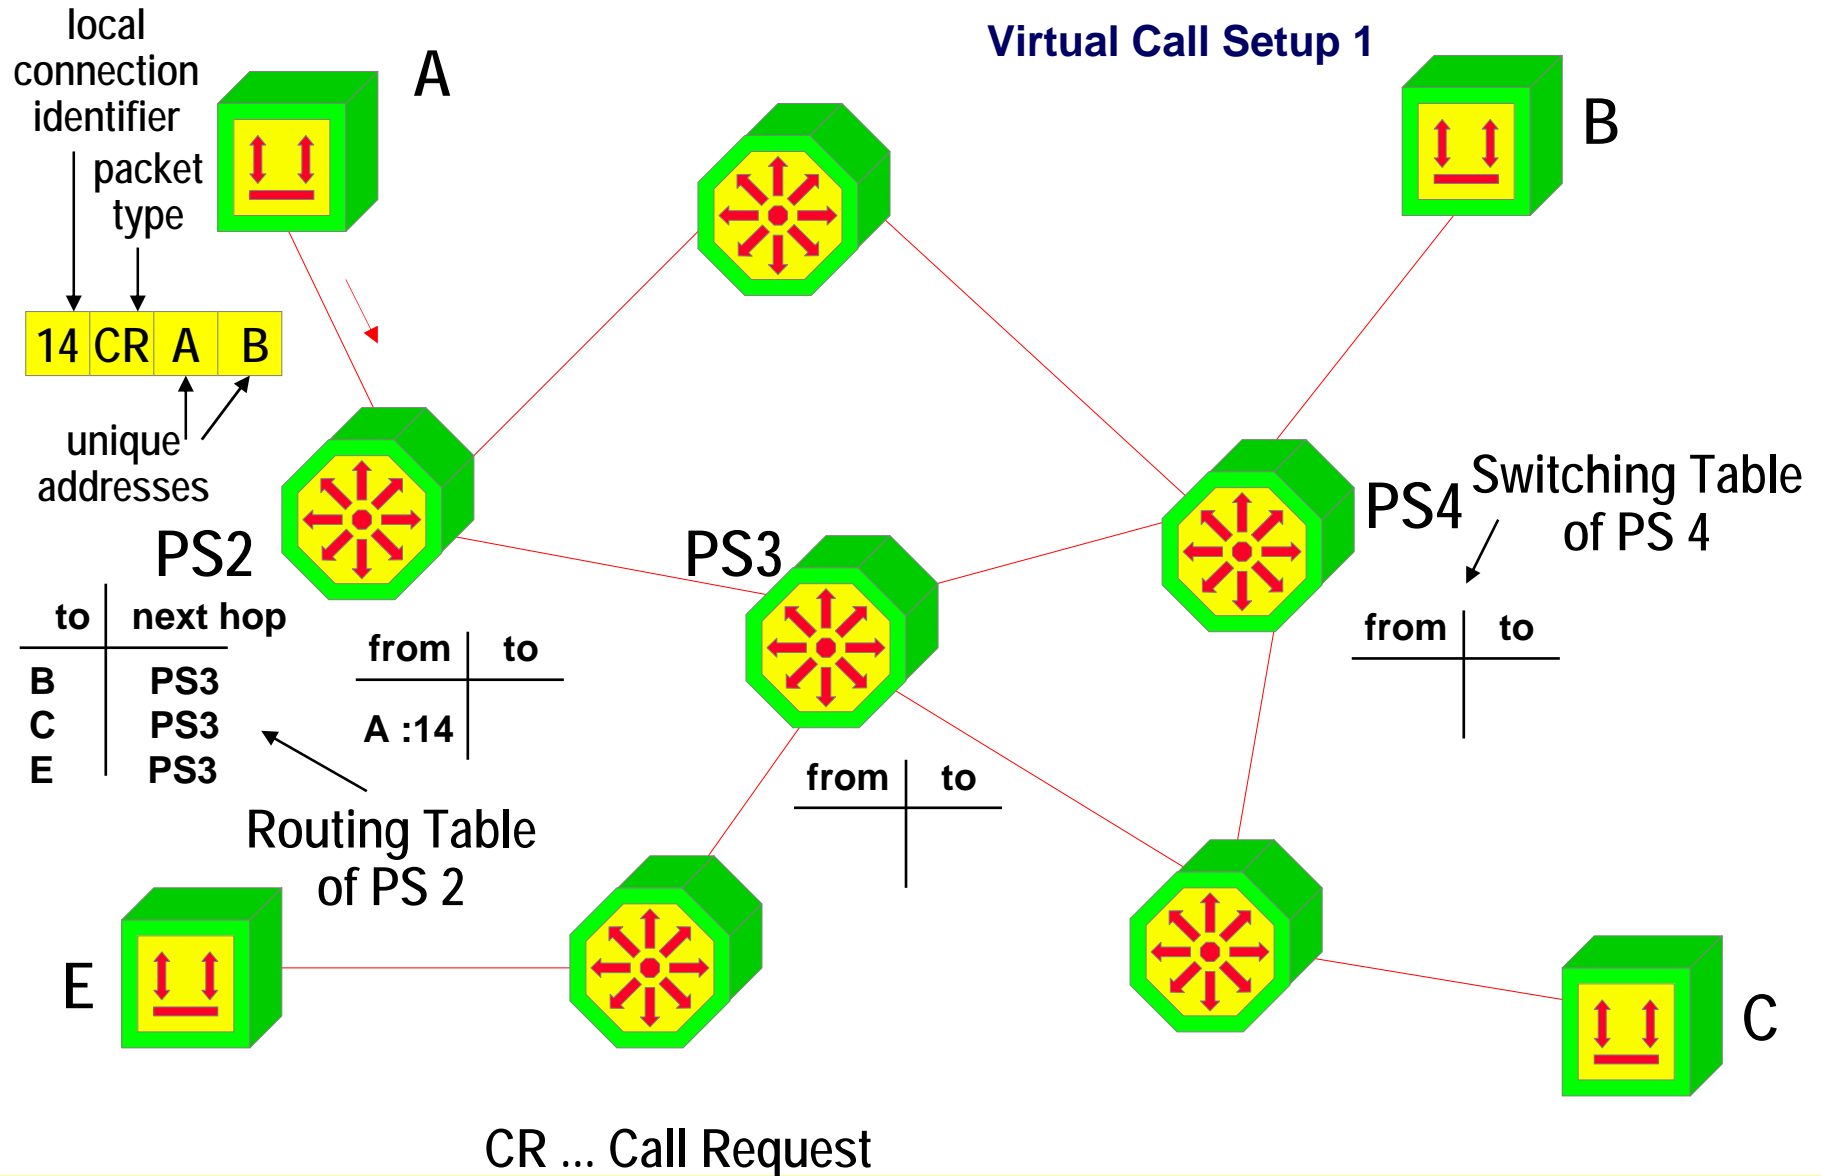 Virtual Call Setup 1
local
connection
identifier
packet
type
A
B
14 CR A B
unique
addresses
PS2
PS3
PS4
Switching Table
of PS 4
to next hop
B PS3
C PS3
E PS3
from to
A :14
from to
from to
Routing Table
of PS 2
E
C
CR ... Call Request